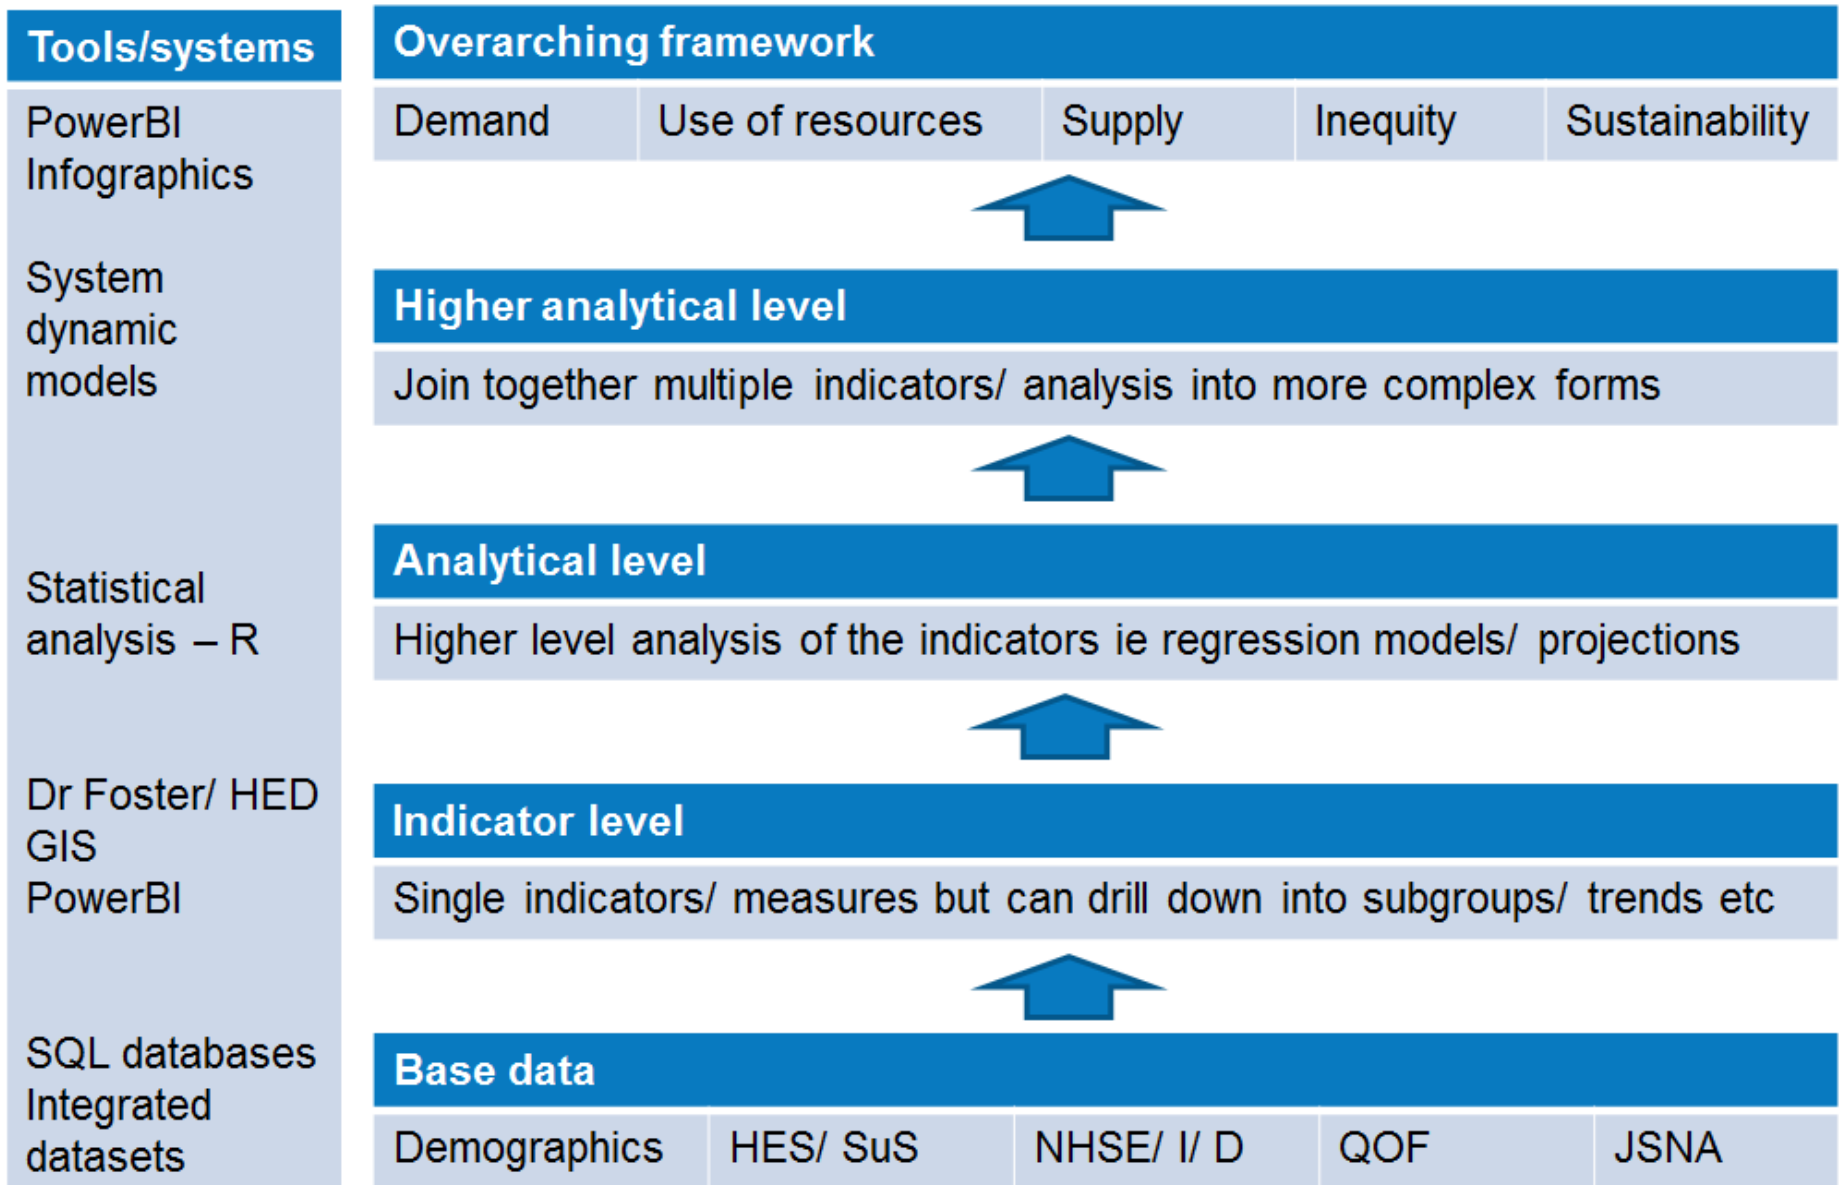 Tools/systems
PowerBI
Infographics
System
dynamic
models
Statistical
analysis – R
Dr Foster/ HED
GIS
PowerBI
SQL databases
Integrated
datasets
Overarching framework
Demand Use of resources Supply Inequity Sustainability
Higher analytical level
Join together multiple indicators/ analysis into more complex forms
Analytical level
Higher level analysis of the indicators ie regression models/ projections
Indicator level
Single indicators/ measures but can drill down into subgroups/ trends etc
Base data
Demographics HES/ SuS NHSE/ I/ D QOF JSNA